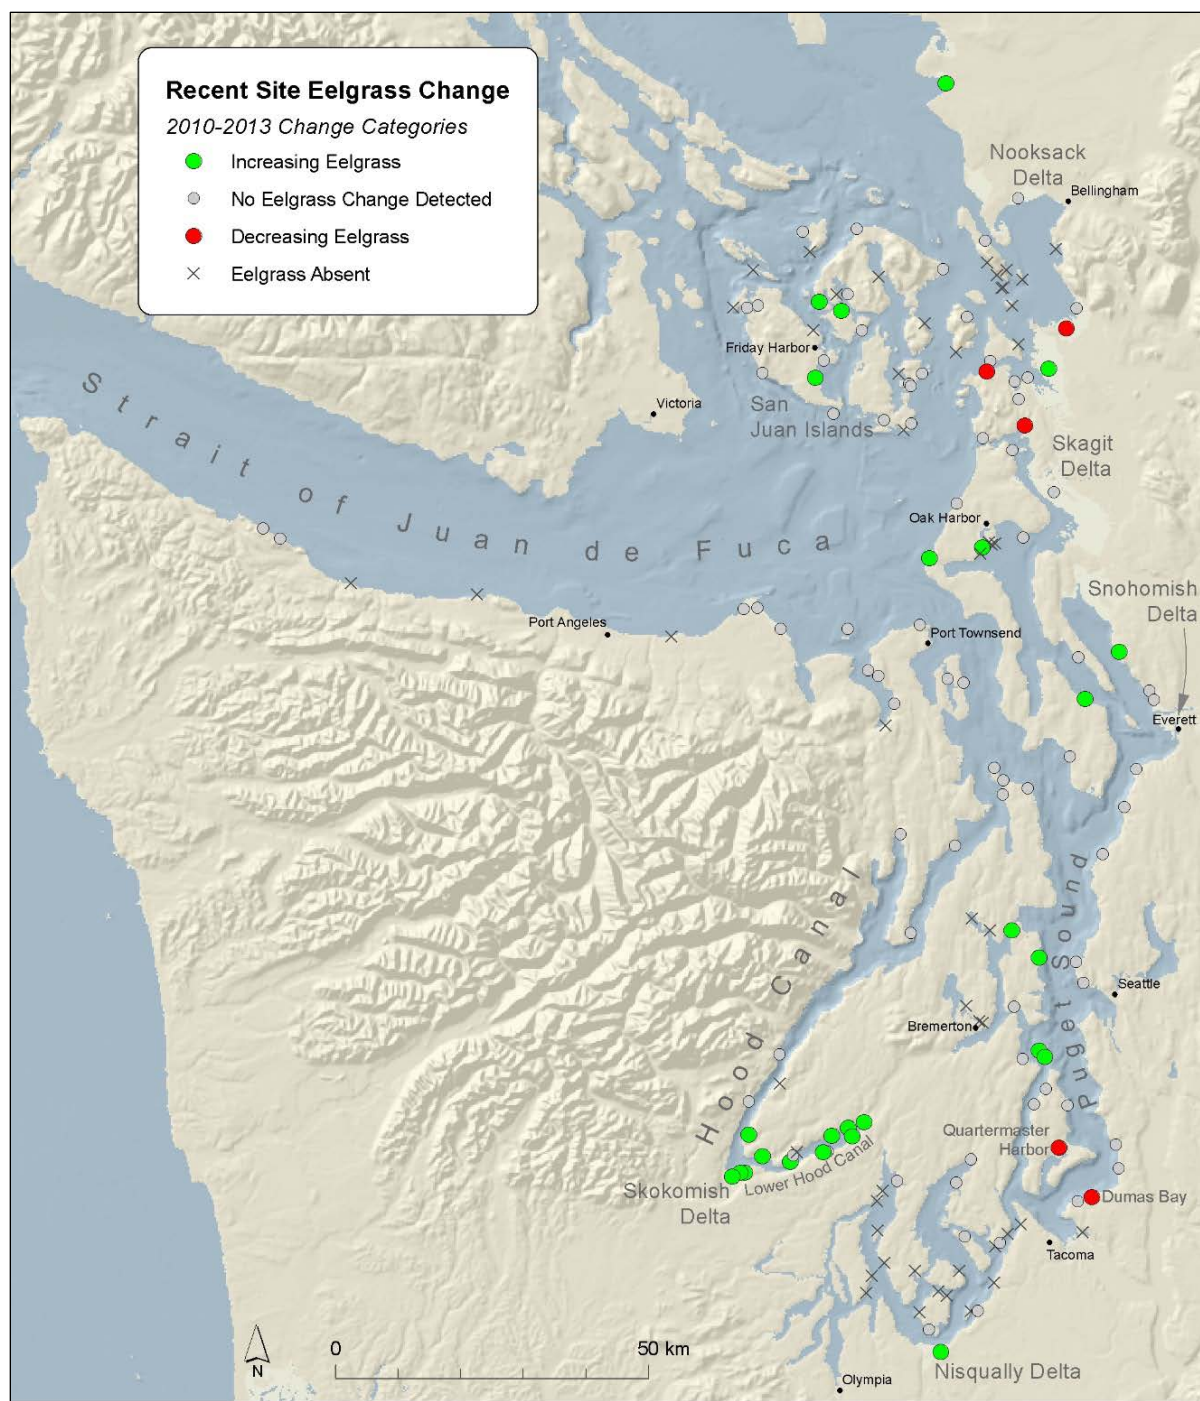 Recent Site Eelgrass Change
2010-2013 Change Categories
Increasing Eelgrass
No Eelgrass Change Detected
Decreasing Eelgrass
Eelgrass Absent
Nooksack
Delta
Bellingham
Friday Harbor
Victoria
San
Juan Islands
Skagit
Delta
Strait of Juan de Fuca
Oak Harbor
Snohomish
Delta
Port Angeles
Port Townsend
Everett
Hood Canal
Puget Sound
Seattle
Bremerton
Quartermaster
Harbor
Lower Hood Canal
Skokomish
Delta
Dumas Bay
Tacoma
0
50 km
N
Nisqually Delta
Olympia